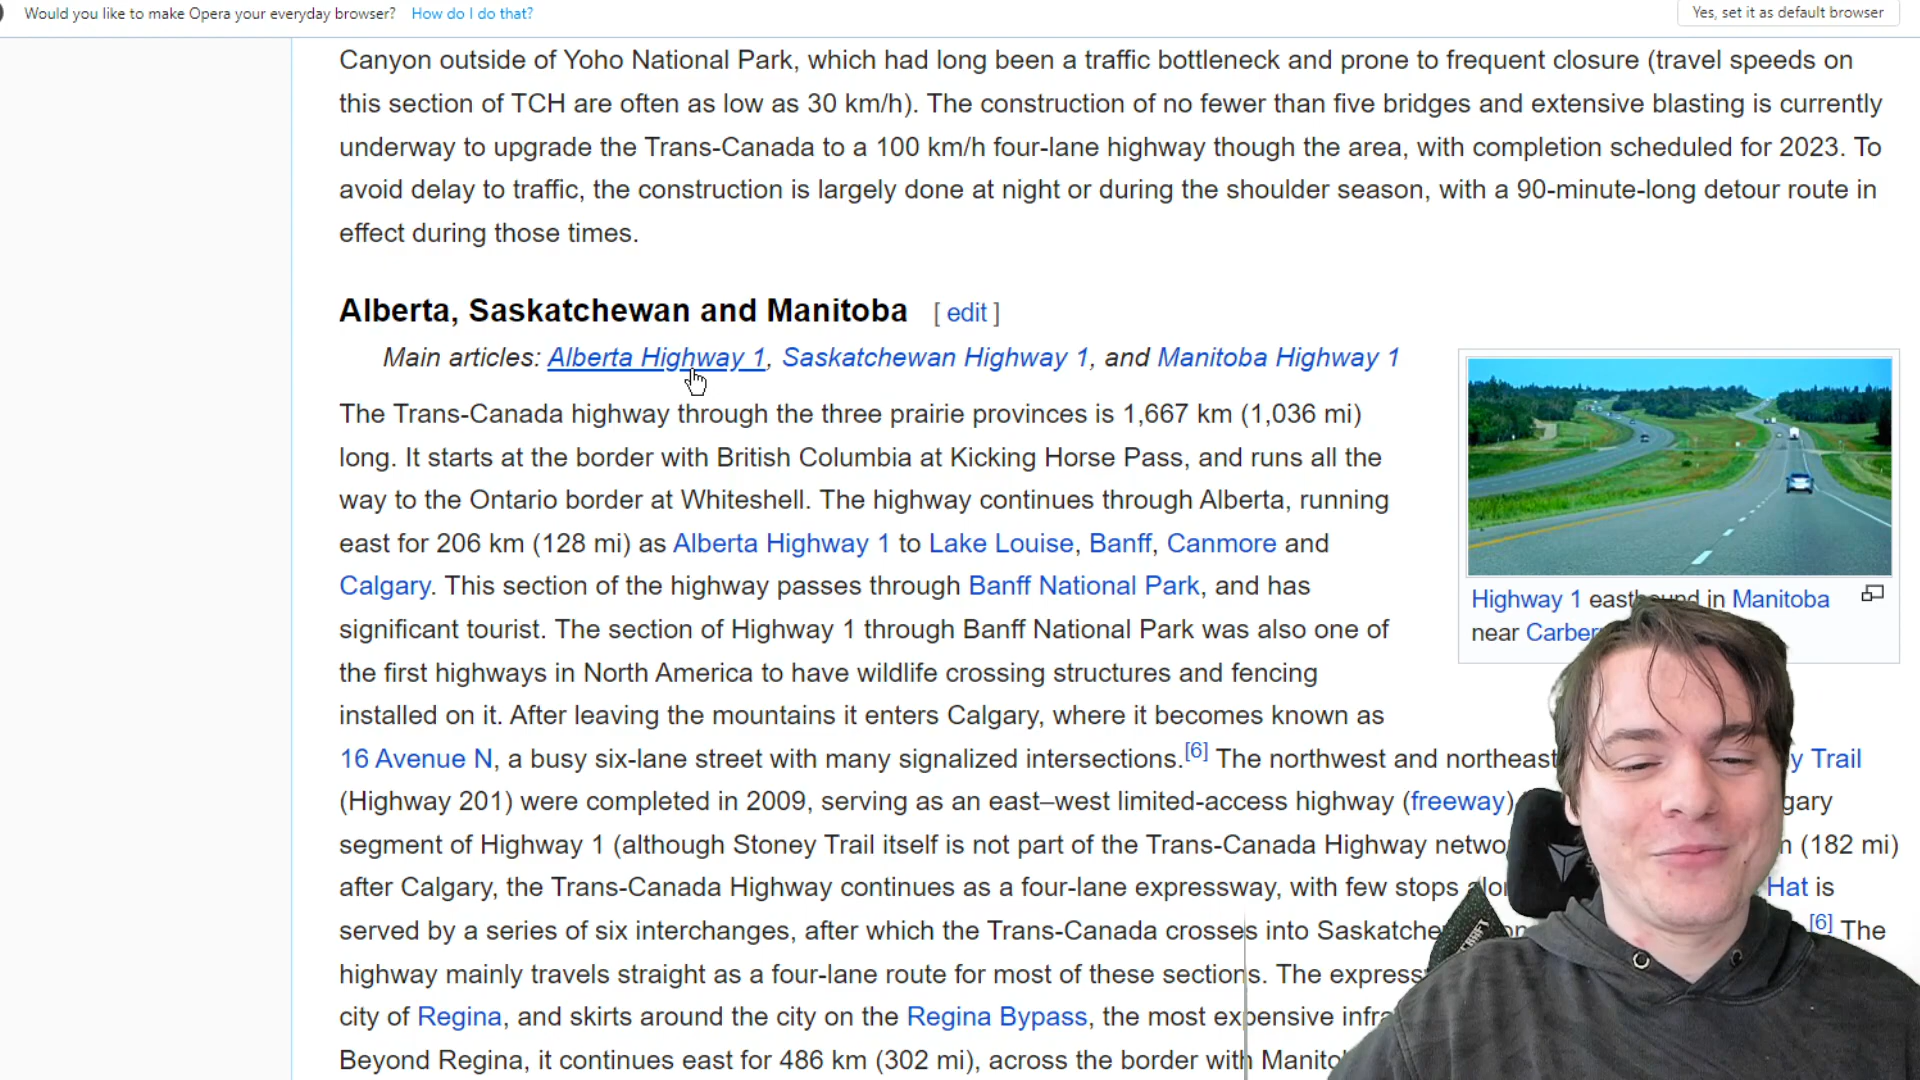 Would you like to make Opera your everyday browser? How do I do that? Yes, set it as default browser
Canyon outside of Yoho National Park, which had long been a traffic bottleneck and prone to frequent closure (travel speeds on
this section of TCH are often as low as 30 km/h). The construction of no fewer than five bridges and extensive blasting is currently
underway to upgrade the Trans-Canada to a 100 km/h four-lane highway though the area, with completion scheduled for 2023. To
avoid delay to traffic, the construction is largely done at night or during the shoulder season, with a 90-minute-long detour route in
effect during those times.
Alberta, Saskatchewan and Manitoba [ edit ]
Main articles: Alberta Highway 1, Saskatchewan Highway 1, and Manitoba Highway 1
The Trans-Canada highway through the three prairie provinces is 1,667 km (1,036 mi)
long. It starts at the border with British Columbia at Kicking Horse Pass, and runs all the
way to the Ontario border at Whiteshell. The highway continues through Alberta, running
east for 206 km (128 mi) as Alberta Highway 1 to Lake Louise, Banff, Canmore and
Calgary. This section of the highway passes through Banff National Park, and has
significant tourist. The section of Highway 1 through Banff National Park was also one of
the first highways in North America to have wildlife crossing structures and fencing
installed on it. After leaving the mountains it enters Calgary, where it becomes known as
16 Avenue N, a busy six-lane street with many signalized intersections.[6] The northwest and northeast y Trail
(Highway 201) were completed in 2009, serving as an east–west limited-access highway (freeway) gary
segment of Highway 1 (although Stoney Trail itself is not part of the Trans-Canada Highway netwo (182 mi)
after Calgary, the Trans-Canada Highway continues as a four-lane expressway, with few stops alon Hat is
served by a series of six interchanges, after which the Trans-Canada crosses into Saskatche [6] The
highway mainly travels straight as a four-lane route for most of these sections. The express
city of Regina, and skirts around the city on the Regina Bypass, the most expensive infra
Beyond Regina, it continues east for 486 km (302 mi), across the border with Manito
Highway 1 eastbound in Manitoba
near Carber